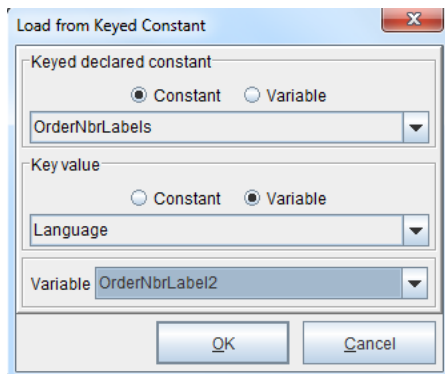 Load from Keyed Constant
Keyed declared constant
Constant Variable
OrderNbrLabels
Key value
Constant Variable
Language
Variable OrderNbrLabel2
OK Cancel